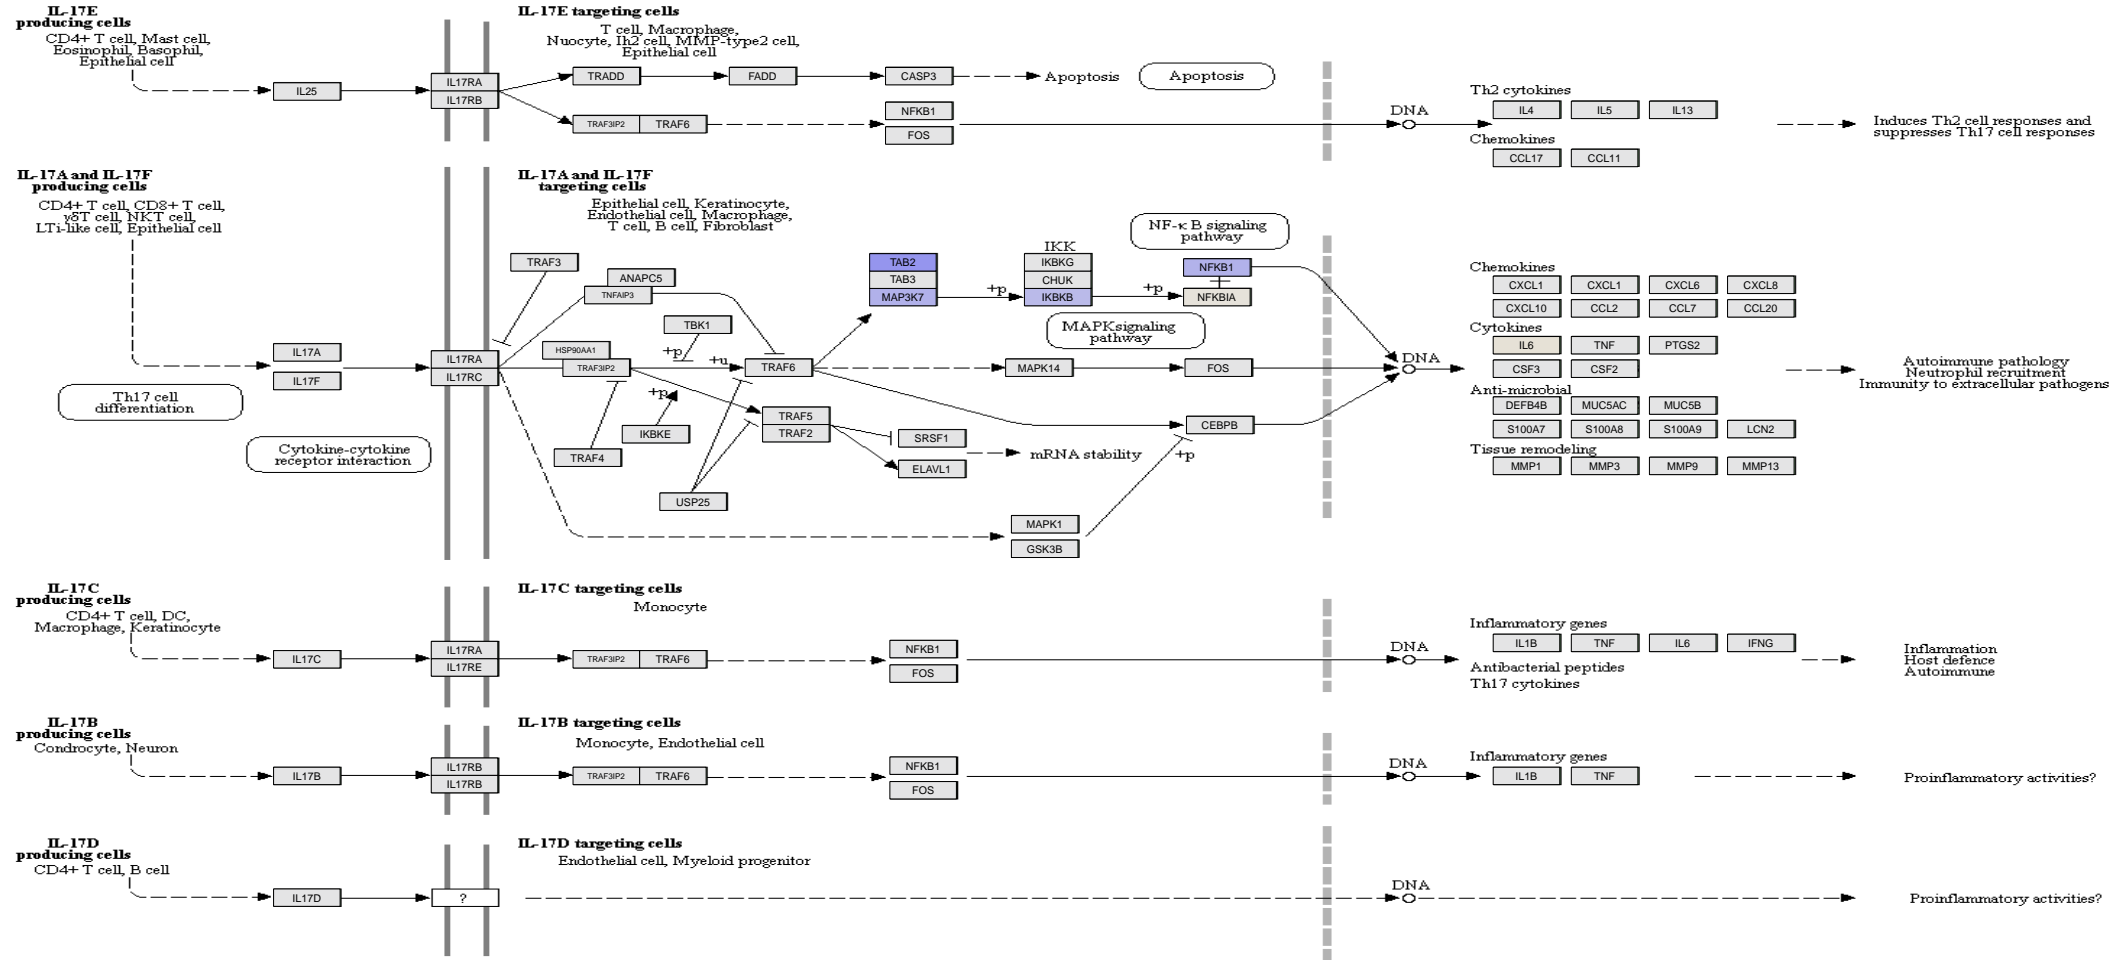 IL-17E
producing cells
CD4+ T cell, Mast cell,
Eosinophil, Basophil,
Epithelial cell
IL25
IL17RA
IL17RB
IL-17E targeting cells
T cell, Macrophage,
Nuocyte, Ih2 cell, MMP-type2 cell,
Epithelial cell
TRADD
FADD
CASP3
Apoptosis
Apoptosis
TRAF3IP2 TRAF6
NFKB1
FOS
DNA
Th2 cytokines
IL4 IL5 IL13
Chemokines
CCL17 CCL11
Induces Th2 cell responses and
suppresses Th17 cell responses
IL-17A and IL-17F
producing cells
CD4+ T cell, CD8+ T cell,
γδT cell, NKT cell,
LTi-like cell, Epithelial cell
IL17A
IL17F
Th17 cell
differentiation
Cytokine-cytokine
receptor interaction
IL17RA
IL17RC
IL-17A and IL-17F
targeting cells
Epithelial cell, Keratinocyte,
Endothelial cell, Macrophage,
T cell, B cell, Fibroblast
TRAF3
ANAPC5
TNFAIP3
TBK1
+p
+u
HSP90AA1
TRAF3IP2
TRAF6
+p
IKBKE
TRAF4
USP25
TRAF5
TRAF2
SRSF1
ELAVL1
mRNA stability
TAB2
TAB3
MAP3K7
+p
IKK
IKBKG
CHUK
IKBKB
+p
NF-κ B signaling
pathway
NFKB1
NFKBIA
MAPK signaling
pathway
MAPK14
FOS
CEBPB
+p
MAPK1
GSK3B
DNA
Chemokines
CXCL1 CXCL1 CXCL6 CXCL8
CXCL10 CCL2 CCL7 CCL20
Cytokines
IL6 TNF PTGS2
CSF3 CSF2
Anti-microbial
DEFB4B MUC5AC MUC5B
S100A7 S100A8 S100A9 LCN2
Tissue remodeling
MMP1 MMP3 MMP9 MMP13
Autoimmune pathology
Neutrophil recruitment
Immunity to extracellular pathogens
IL-17C
producing cells
CD4+ T cell, DC,
Macrophage, Keratinocyte
IL17C
IL17RA
IL17RE
IL-17C targeting cells
Monocyte
TRAF3IP2 TRAF6
NFKB1
FOS
DNA
Inflammatory genes
IL1B TNF IL6 IFNG
Antibacterial peptides
Th17 cytokines
Inflammation
Host defence
Autoimmune
IL-17B
producing cells
Condrocyte, Neuron
IL17B
IL17RB
IL17RB
IL-17B targeting cells
Monocyte, Endothelial cell
TRAF3IP2 TRAF6
NFKB1
FOS
DNA
Inflammatory genes
IL1B TNF
Proinflammatory activities?
IL-17D
producing cells
CD4+ T cell, B cell
IL17D
?
IL-17D targeting cells
Endothelial cell, Myeloid progenitor
DNA
Proinflammatory activities?